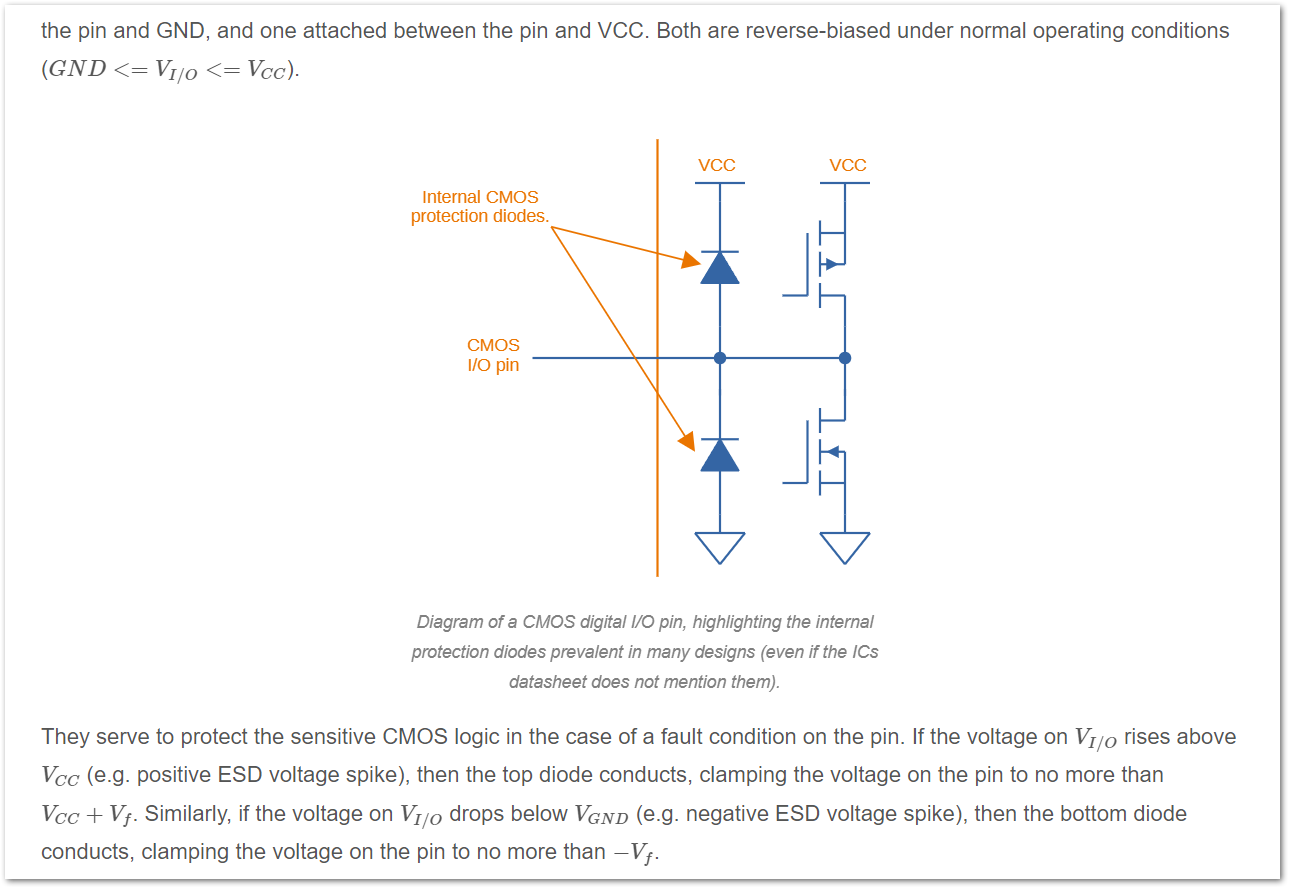 the pin and GND, and one attached between the pin and VCC. Both are reverse-biased under normal operating conditions
(GND <= V_{I/O} <= V_{CC}).
VCC
VCC
Internal CMOS
protection diodes.
CMOS
I/O pin
Diagram of a CMOS digital I/O pin, highlighting the internal
protection diodes prevalent in many designs (even if the ICs
datasheet does not mention them).
They serve to protect the sensitive CMOS logic in the case of a fault condition on the pin. If the voltage on V_{I/O} rises above
V_{CC} (e.g. positive ESD voltage spike), then the top diode conducts, clamping the voltage on the pin to no more than
V_{CC} + V_f. Similarly, if the voltage on V_{I/O} drops below V_{GND} (e.g. negative ESD voltage spike), then the bottom diode
conducts, clamping the voltage on the pin to no more than −V_f.